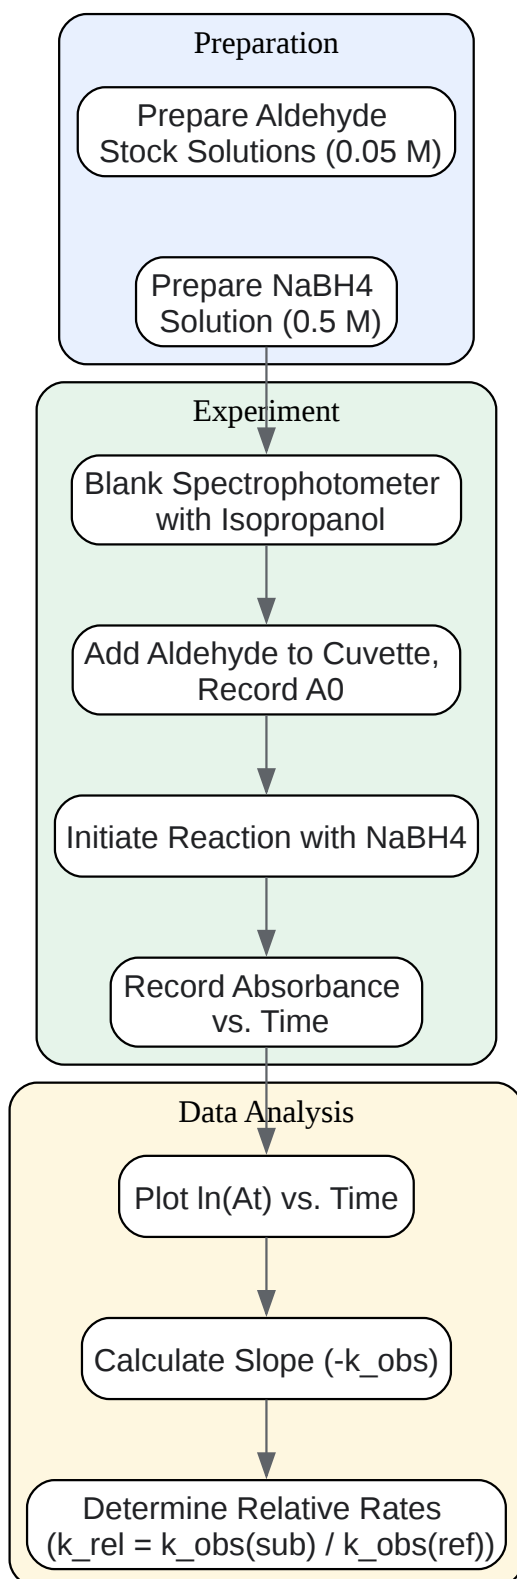 Preparation
Prepare Aldehyde
Stock Solutions (0.05 M)
Prepare NaBH4
Solution (0.5 M)
Experiment
Blank Spectrophotometer
with Isopropanol
Add Aldehyde to Cuvette,
Record A0
Initiate Reaction with NaBH4
Record Absorbance
vs. Time
Data Analysis
Plot ln(At) vs. Time
Calculate Slope (-k_obs)
Determine Relative Rates
(k_rel = k_obs(sub) / k_obs(ref))